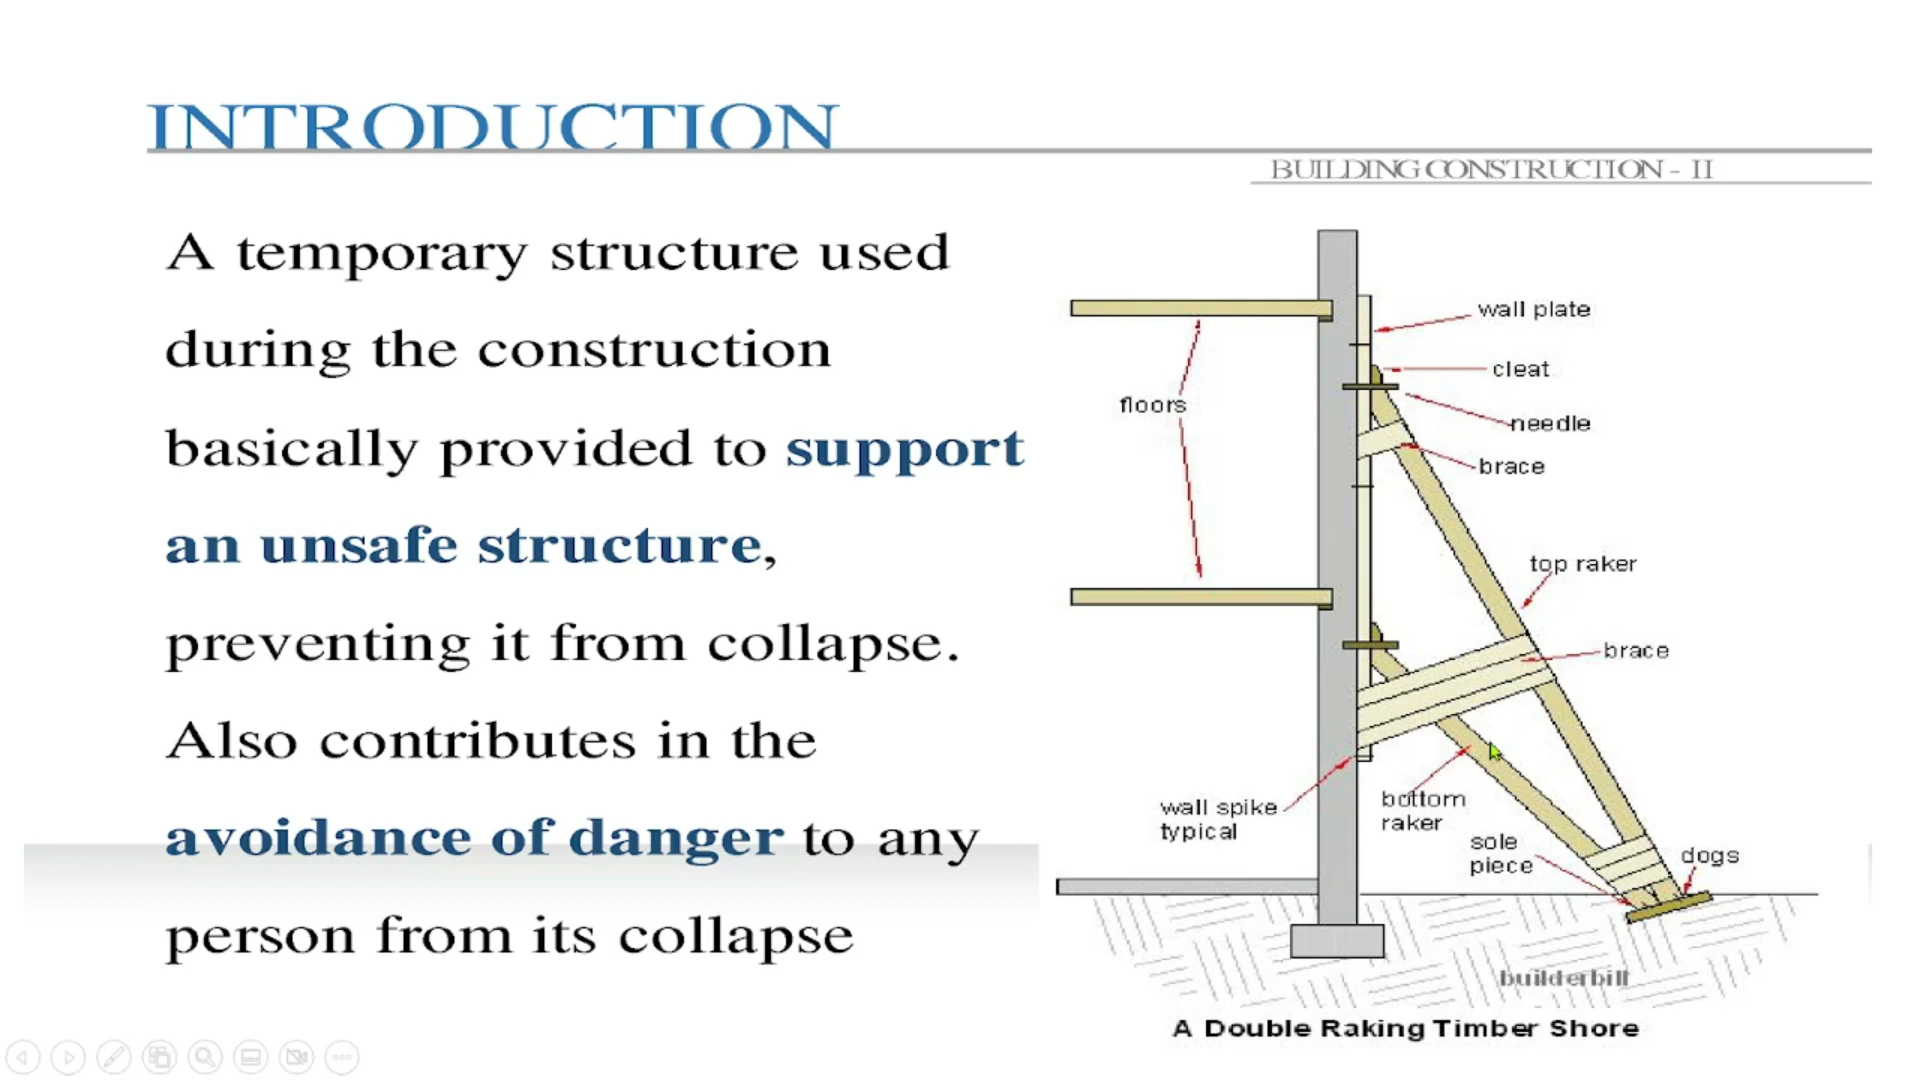 INTRODUCTION
BUILDING CONSTRUCTION - II
A temporary structure used
during the construction
basically provided to support
an unsafe structure,
preventing it from collapse.
Also contributes in the
avoidance of danger to any
person from its collapse
wall plate
cleat
floors
needle
brace
top raker
brace
wall spike
typical
bottom
raker
sole
piece
dogs
builderbill
A Double Raking Timber Shore